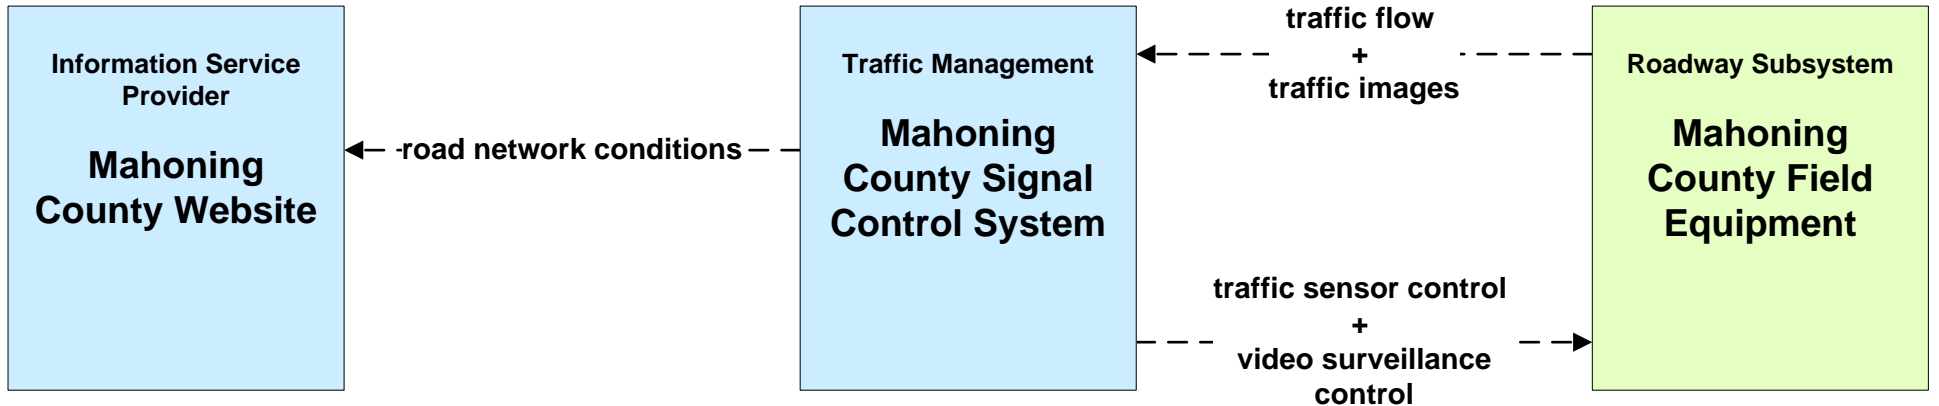 Information Service
Provider
Mahoning
County Website
road network conditions
Traffic Management
Mahoning
County Signal
Control System
traffic flow
+
traffic images
traffic sensor control
+
video surveillance
control
Roadway Subsystem
Mahoning
County Field
Equipment